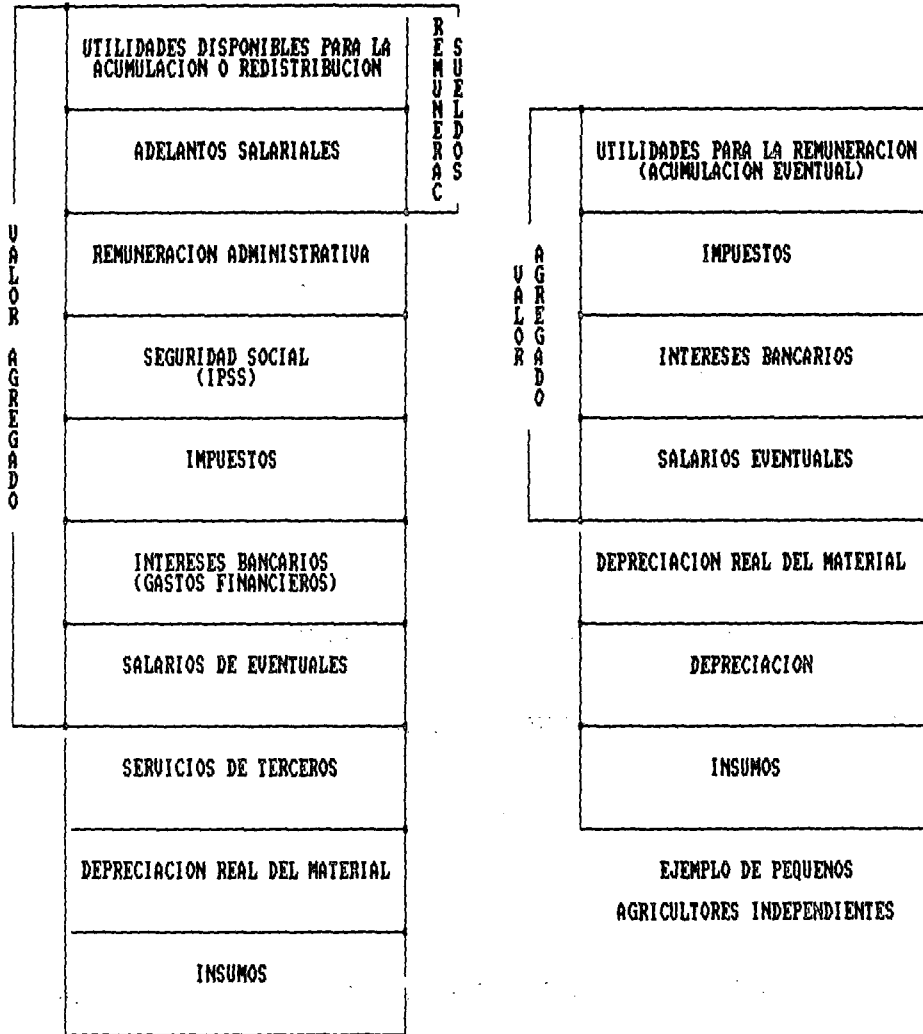 VALOR AGREGADO
UTILIDADES DISPONIBLES PARA LA
ACUMULACION O REDISTRIBUCION
ADELANTOS SALARIALES
REMUNERAC
SUELDOS
REMUNERACION ADMINISTRATIVA
SEGURIDAD SOCIAL
(IPSS)
IMPUESTOS
INTERESES BANCARIOS
(GASTOS FINANCIEROS)
SALARIOS DE EVENTUALES
SERVICIOS DE TERCEROS
DEPRECIACION REAL DEL MATERIAL
INSUMOS
VALOR
AGREGADO
UTILIDADES PARA LA REMUNERACION
(ACUMULACION EVENTUAL)
IMPUESTOS
INTERESES BANCARIOS
SALARIOS EVENTUALES
DEPRECIACION REAL DEL MATERIAL
DEPRECIACION
INSUMOS
EJEMPLO DE PEQUENOS
AGRICULTORES INDEPENDIENTES